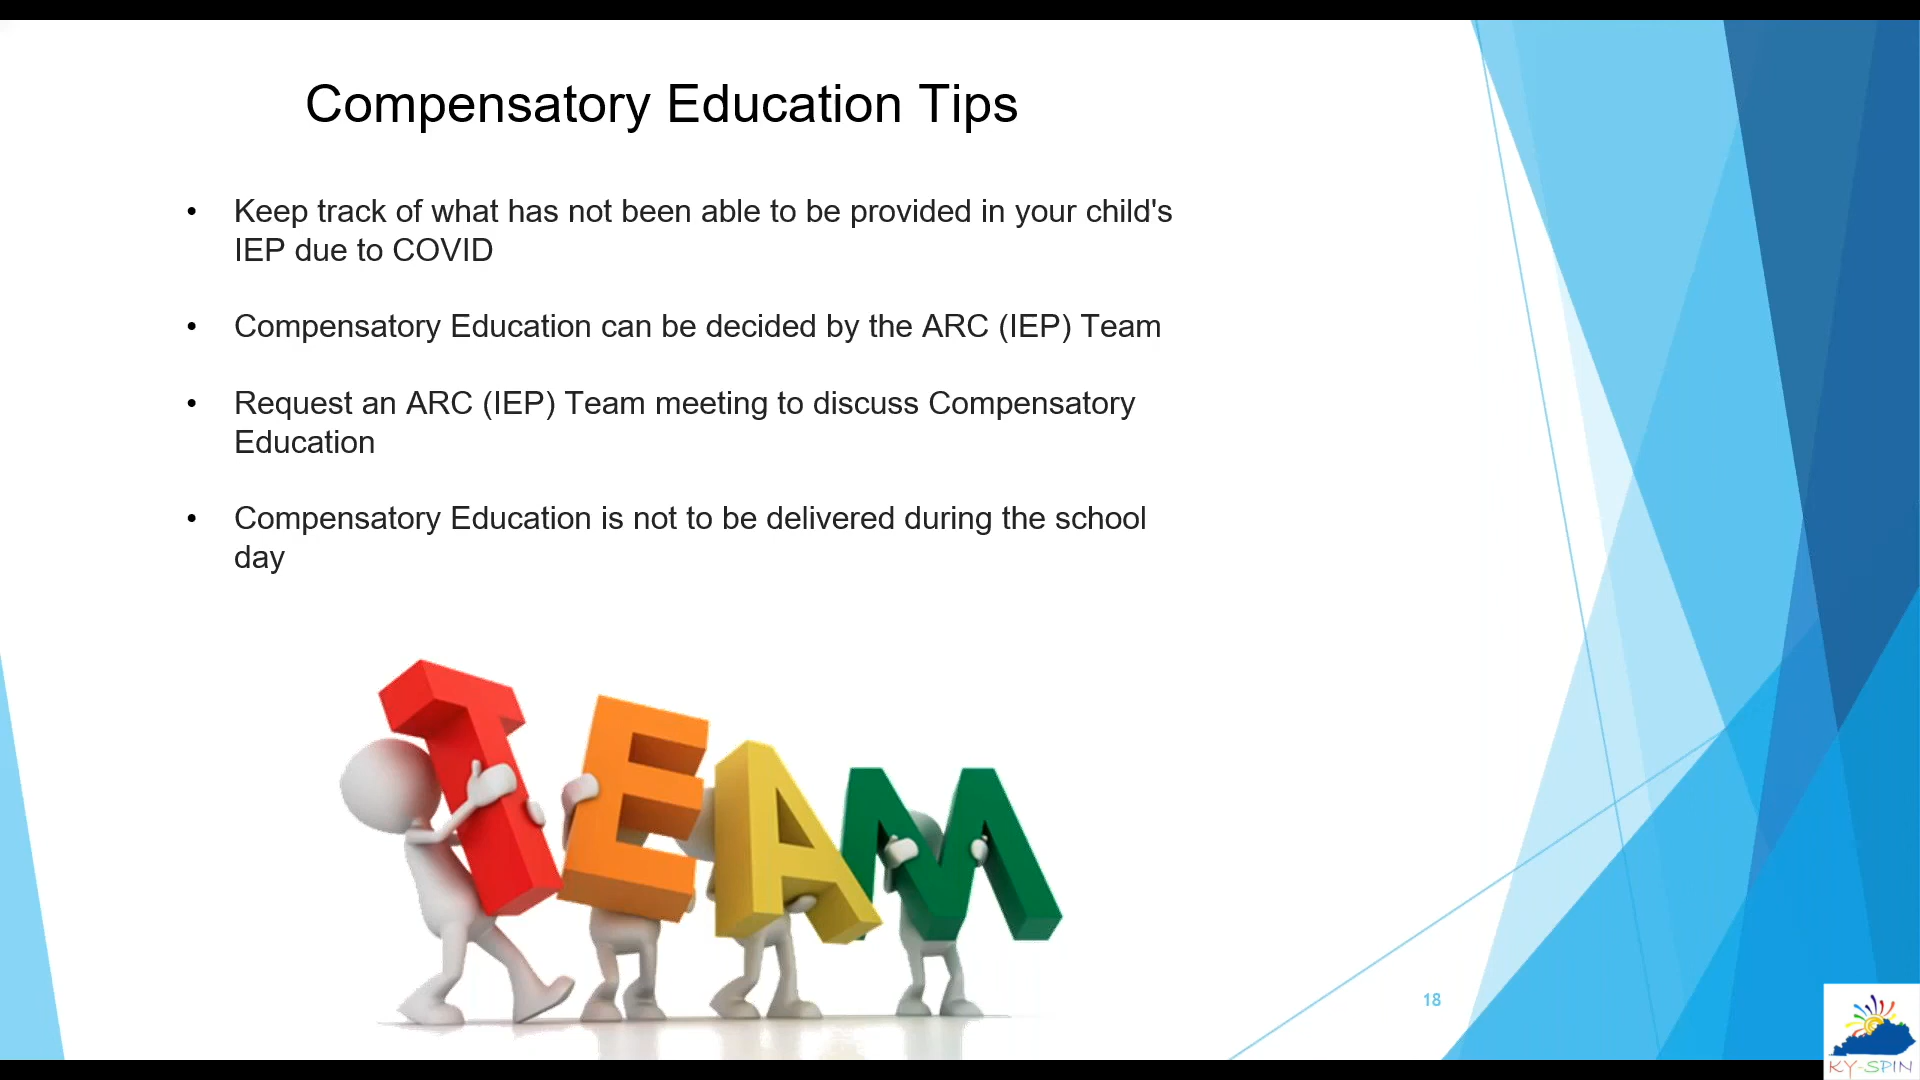 Compensatory Education Tips
• Keep track of what has not been able to be provided in your child's
IEP due to COVID
• Compensatory Education can be decided by the ARC (IEP) Team
• Request an ARC (IEP) Team meeting to discuss Compensatory
Education
• Compensatory Education is not to be delivered during the school
day
TEAM
18
KY-SPIN